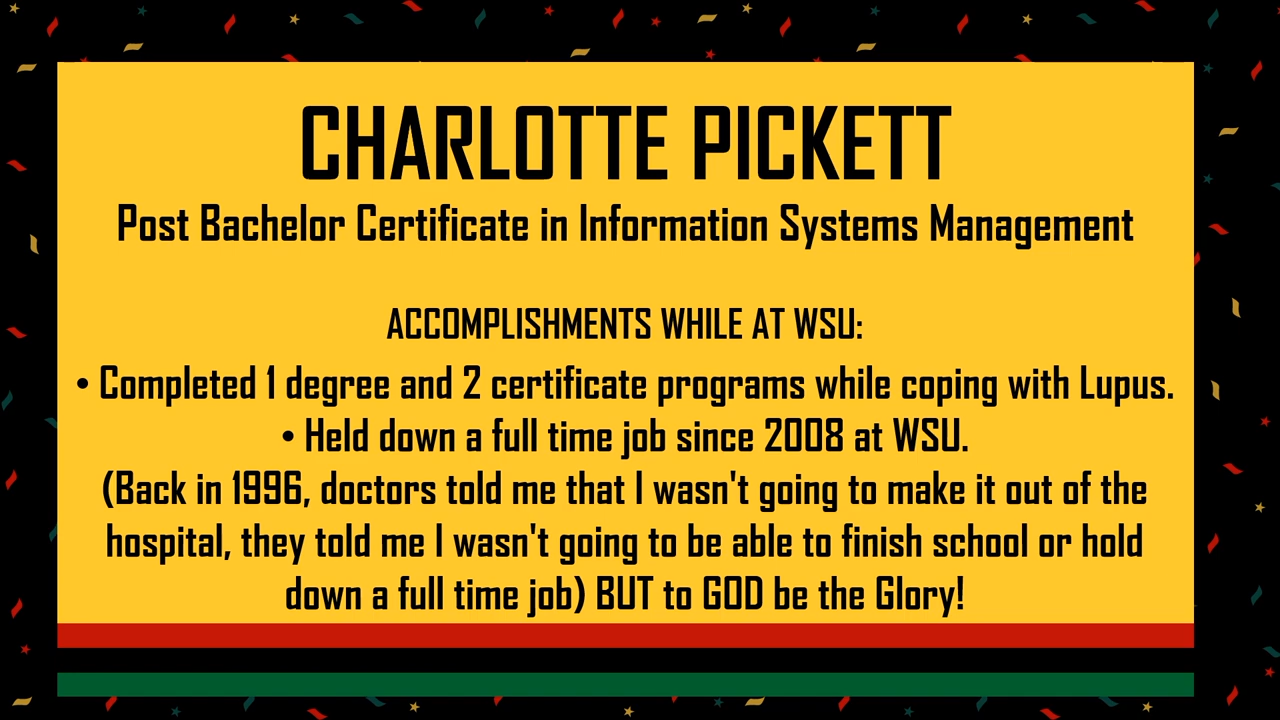 CHARLOTTE PICKETT
Post Bachelor Certificate in Information Systems Management
ACCOMPLISHMENTS WHILE AT WSU:
• Completed 1 degree and 2 certificate programs while coping with Lupus.
• Held down a full time job since 2008 at WSU.
(Back in 1996, doctors told me that I wasn't going to make it out of the
hospital, they told me I wasn't going to be able to finish school or hold
down a full time job) BUT to GOD be the Glory!